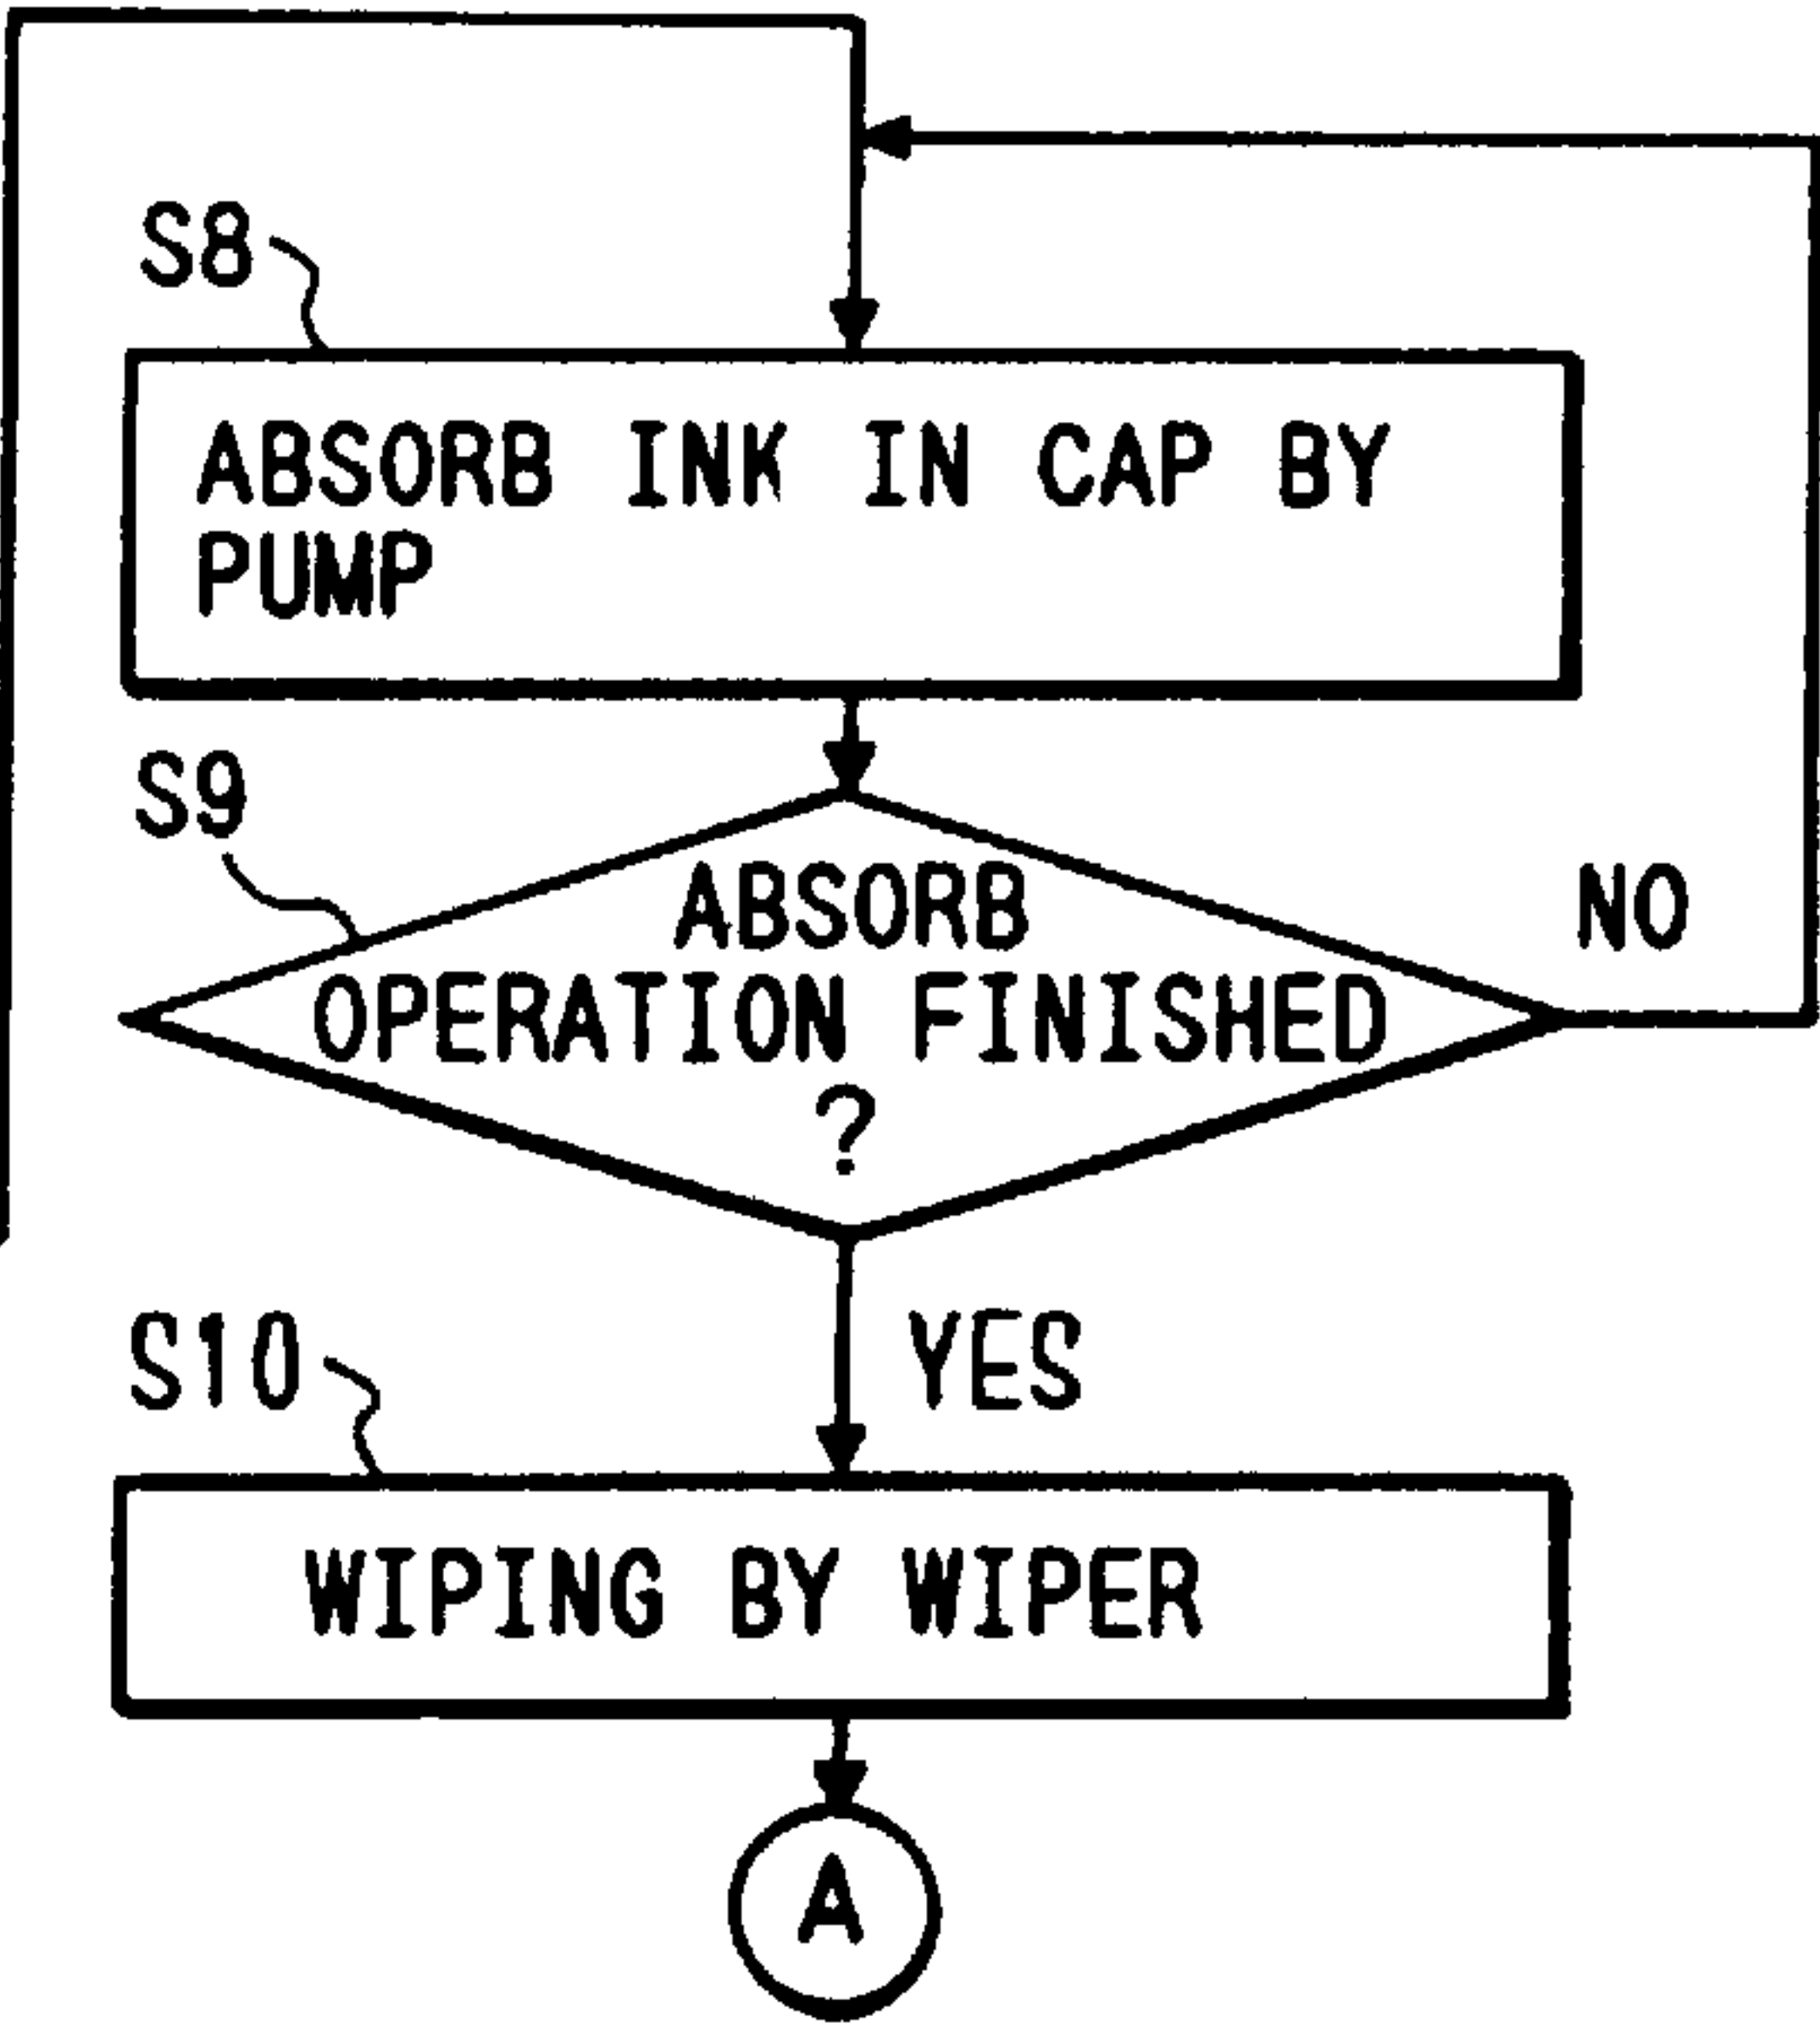 S8
ABSORB INK IN CAP BY
PUMP
S9
ABSORB
OPERATION FINISHED
?
NO
YES
S10
WIPING BY WIPER
A